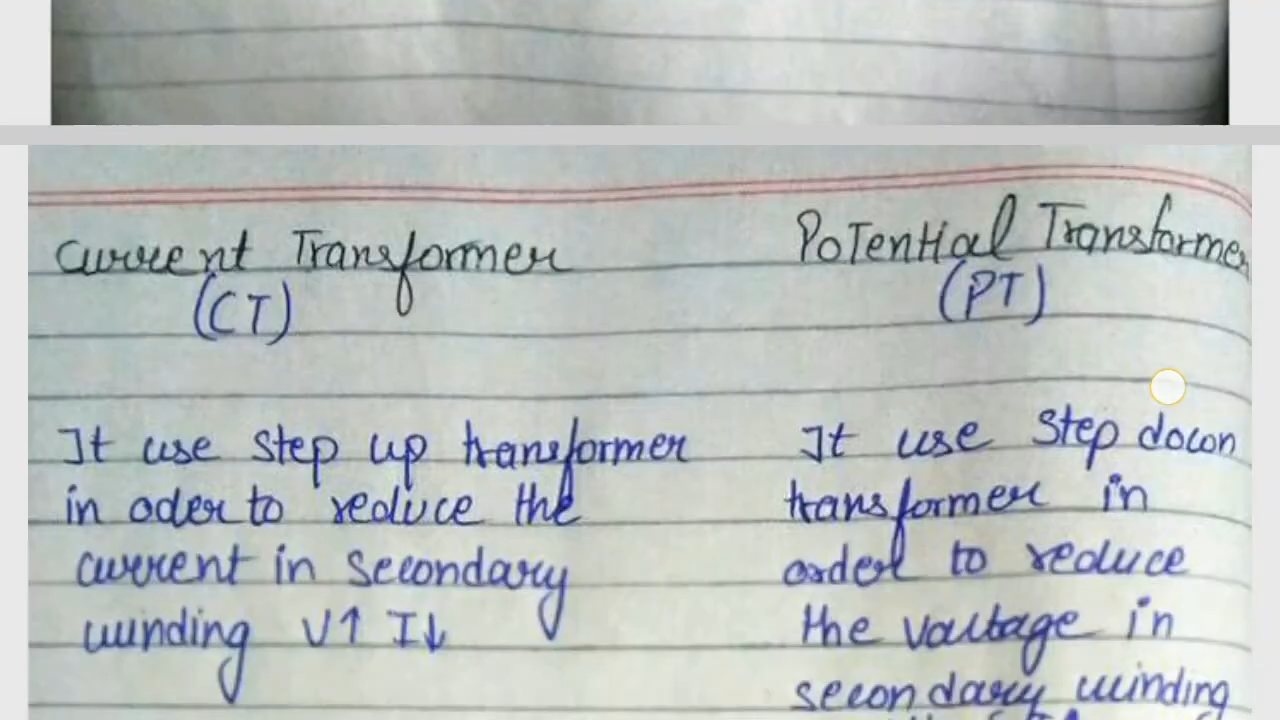 Current Transformer
(CT)
It use step up transformer
in oder to reduce the
current in secondary
winding V↑ I↓
Potential Transformer
(PT)
It use step down
transformer in
order to reduce
the voultage in
secondary winding